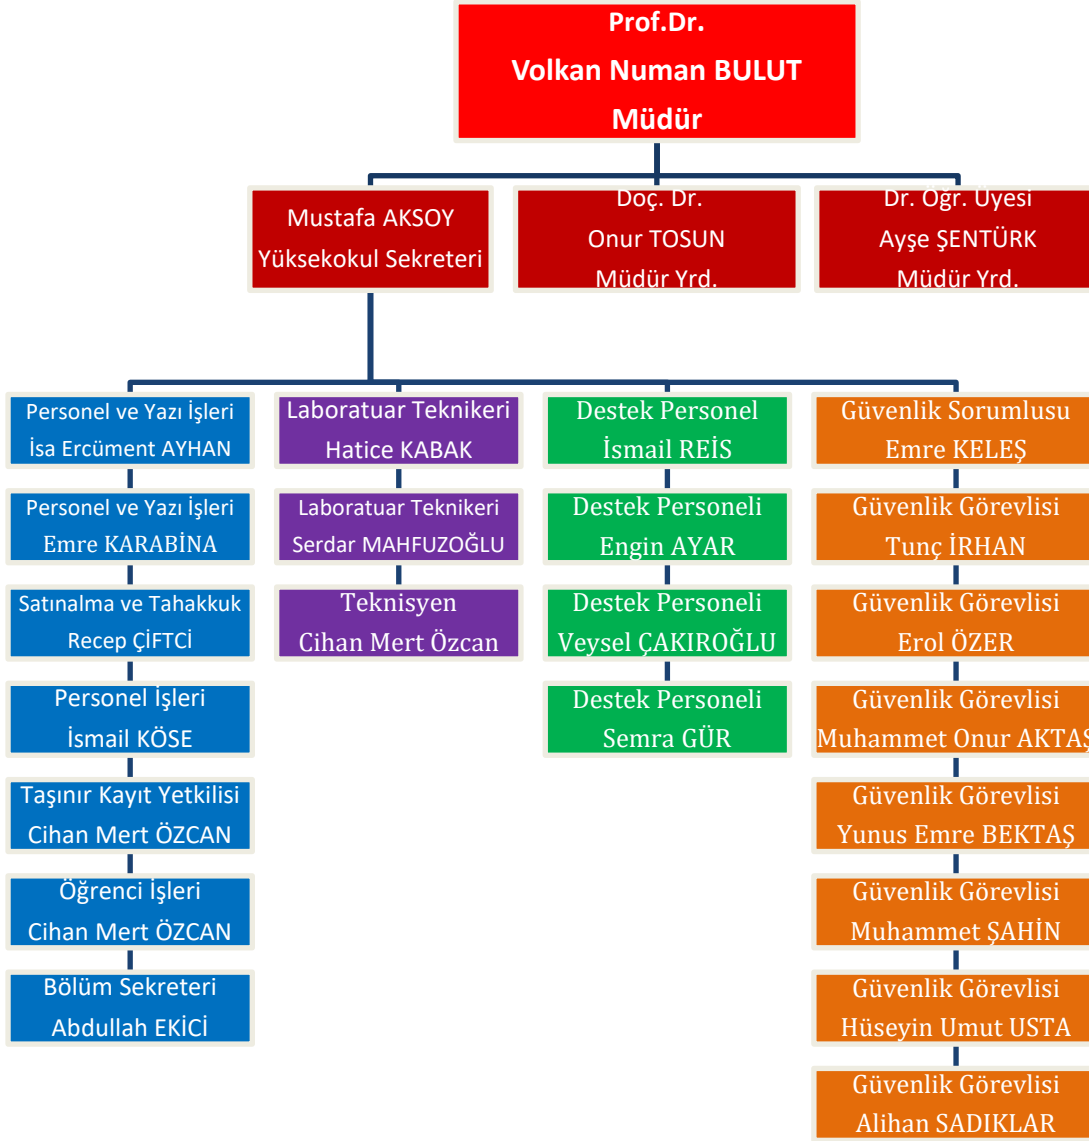 Prof.Dr.
Volkan Numan BULUT
Müdür
Mustafa AKSOY
Yüksekokul Sekreteri
Doç. Dr.
Onur TOSUN
Müdür Yrd.
Dr. Öğr. Üyesi
Ayşe ŞENTÜRK
Müdür Yrd.
Personel ve Yazı İşleri
İsa Ercüment AYHAN
Personel ve Yazı İşleri
Emre KARABİNA
Satınalma ve Tahakkuk
Recep ÇİFTCİ
Personel İşleri
İsmail KÖSE
Taşınır Kayıt Yetkilisi
Cihan Mert ÖZCAN
Öğrenci İşleri
Cihan Mert ÖZCAN
Bölüm Sekreteri
Abdullah EKİCİ
Laboratuar Teknikeri
Hatice KABAK
Laboratuar Teknikeri
Serdar MAHFUZOĞLU
Teknisyen
Cihan Mert Özcan
Destek Personel
İsmail REİS
Destek Personeli
Engin AYAR
Destek Personeli
Veysel ÇAKIROĞLU
Destek Personeli
Semra GÜR
Güvenlik Sorumlusu
Emre KELEŞ
Güvenlik Görevlisi
Tunç İRHAN
Güvenlik Görevlisi
Erol ÖZER
Güvenlik Görevlisi
Muhammet Onur AKTAŞ
Güvenlik Görevlisi
Yunus Emre BEKTAŞ
Güvenlik Görevlisi
Muhammet ŞAHİN
Güvenlik Görevlisi
Hüseyin Umut USTA
Güvenlik Görevlisi
Alihan SADIKLAR